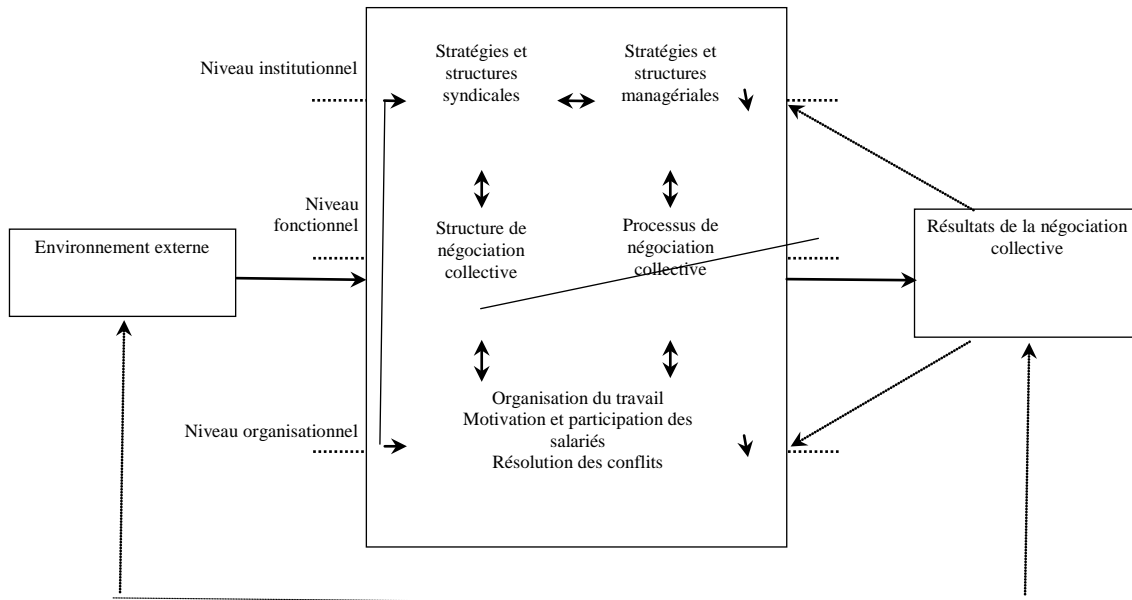 Niveau institutionnel
Stratégies et
structures
syndicales
Stratégies et
structures
managériales
Niveau
fonctionnel
Environnement externe
Structure de
négociation
collective
Processus de
négociation
collective
Résultats de la négociation
collective
Niveau organisationnel
Organisation du travail
Motivation et participation des
salariés
Résolution des conflits